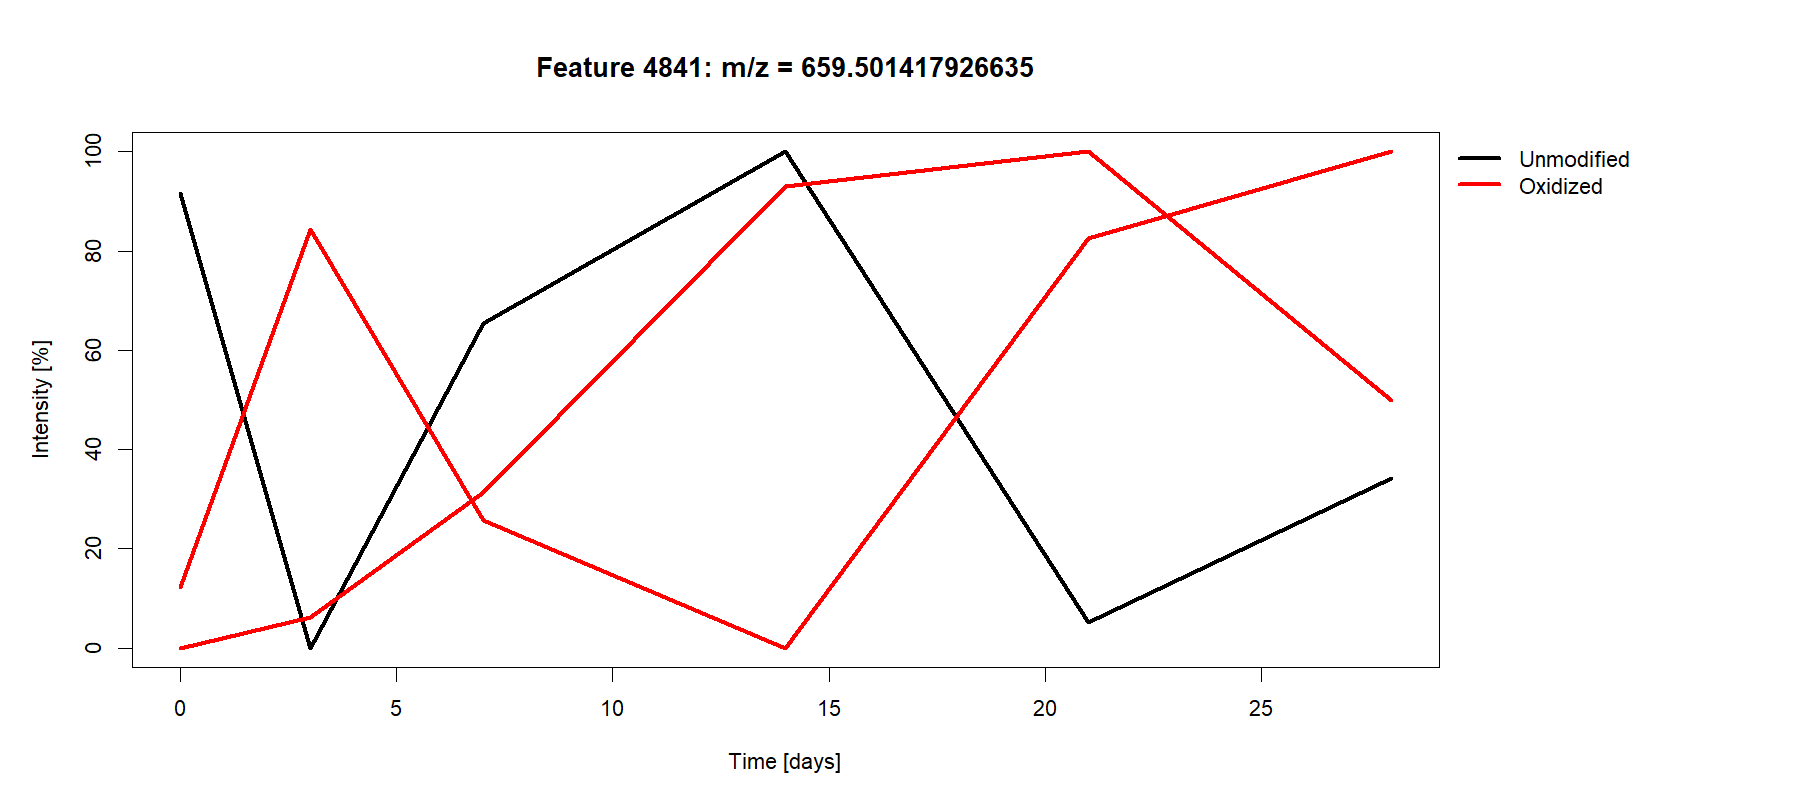 Feature 4841: m/z = 659.501417926635
100
80
60
40
20
0
Intensity [%]
0 5 10 15 20 25
Time [days]
Unmodified
Oxidized